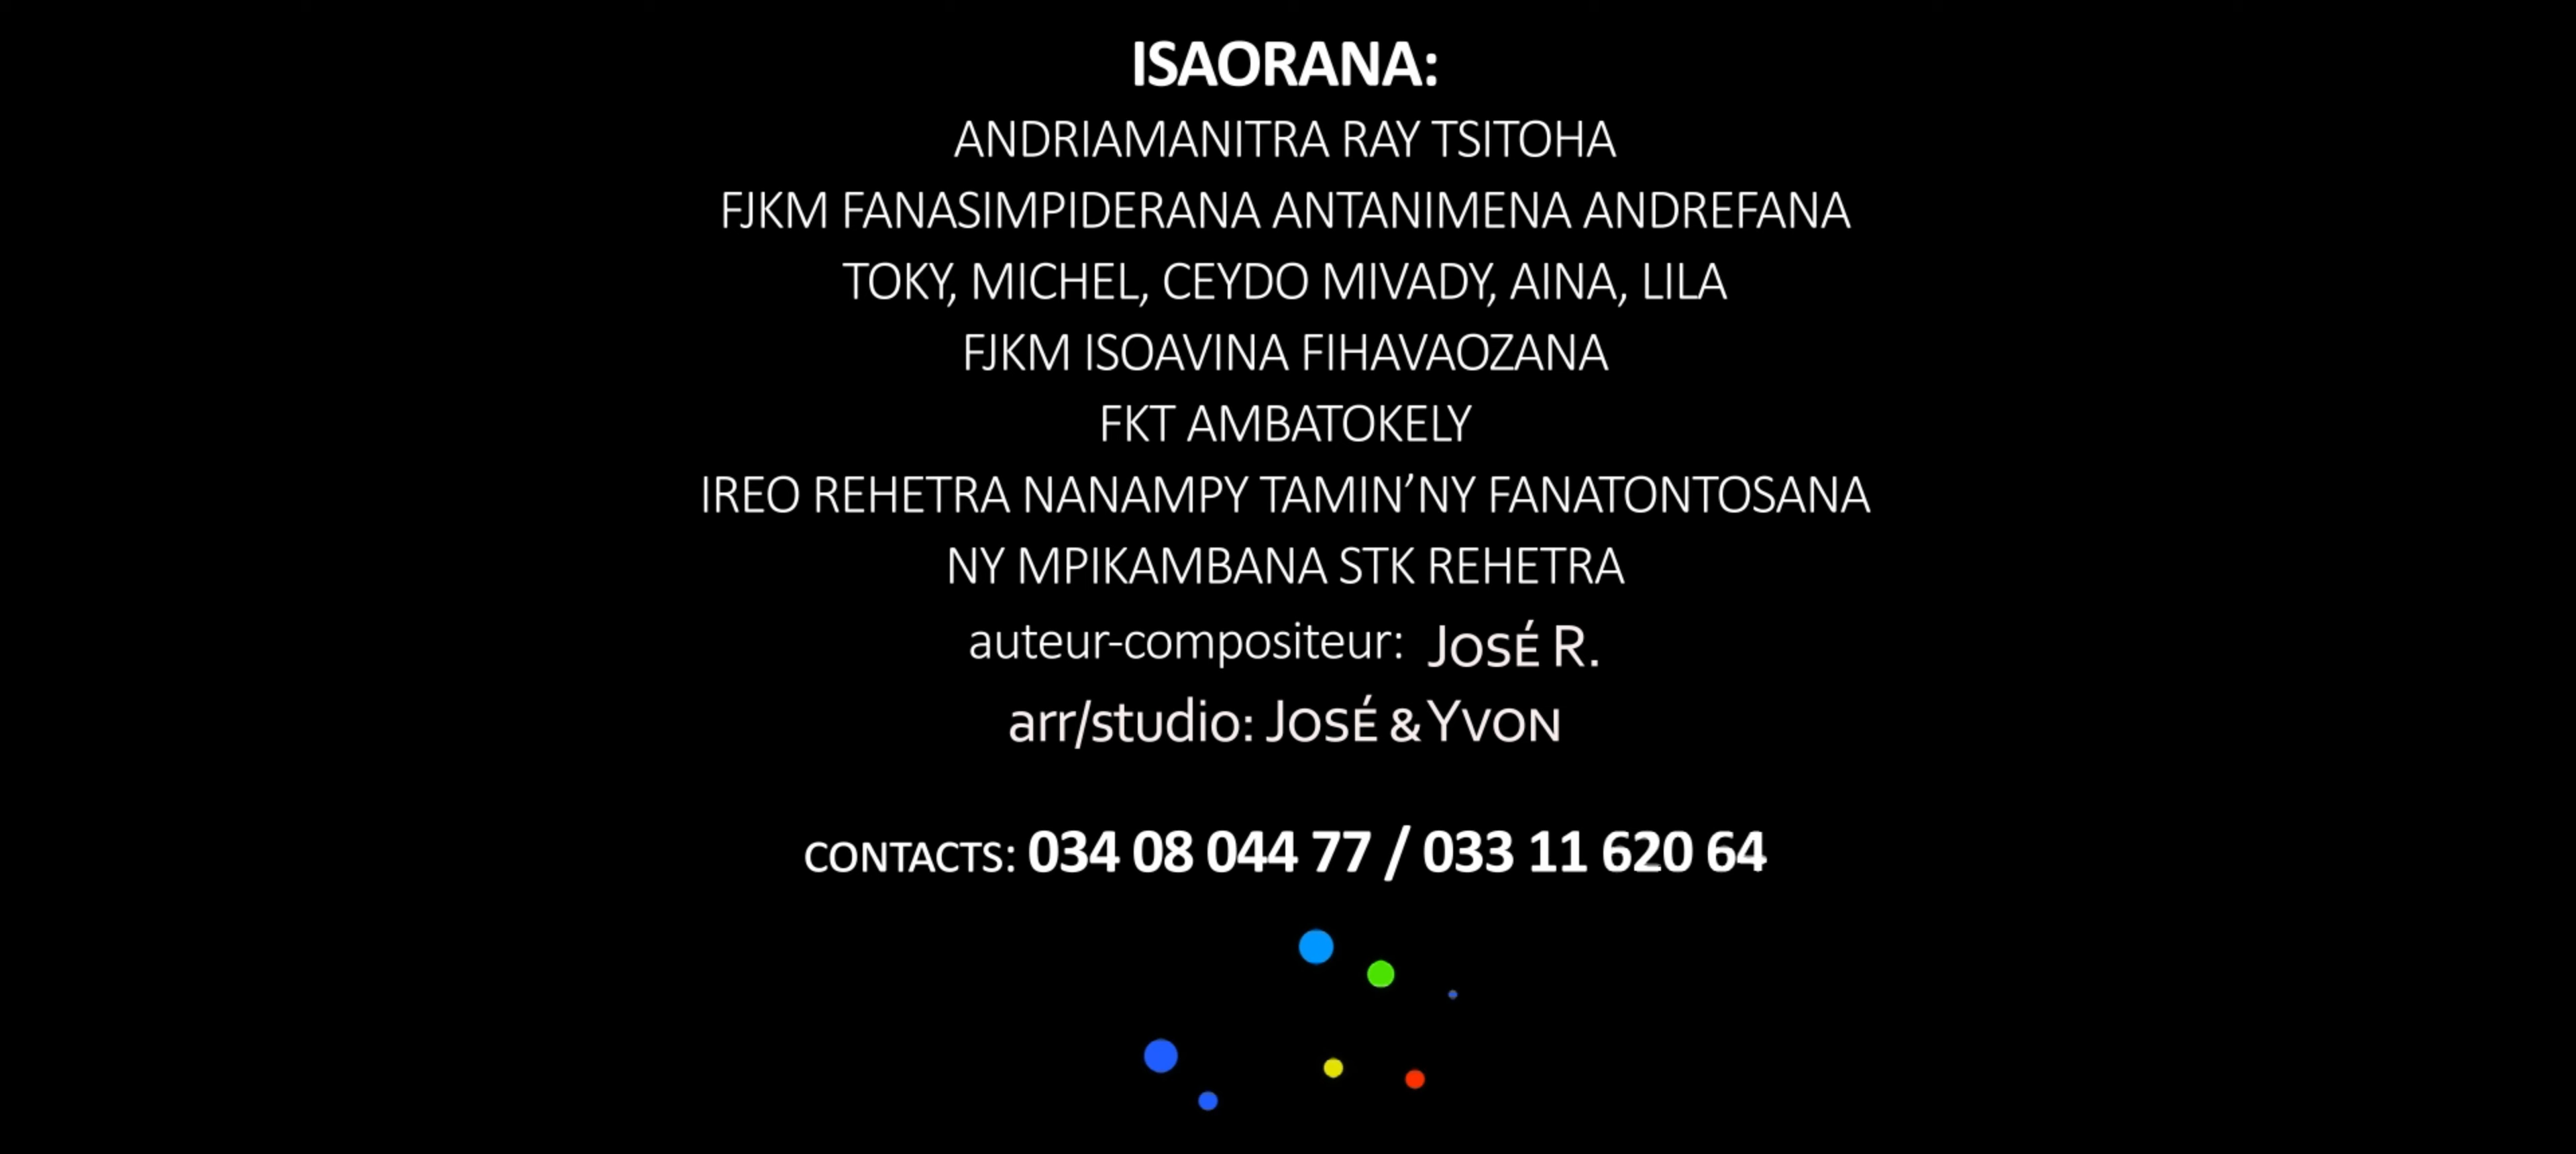 ISAORANA:
ANDRIAMANITRA RAY TSITOHA
FJKM FANASIMPIDERANA ANTANIMENA ANDREFANA
TOKY, MICHEL, CEYDO MIVADY, AINA, LILA
FJKM ISOAVINA FIHAVAOZANA
FKT AMBATOKELY
IREO REHETRA NANAMPY TAMIN’NY FANATONTOSANA
NY MPIKAMBANA STK REHETRA
auteur-compositeur: JOSÉ R.
arr/studio: JOSÉ & YVON
CONTACTS: 034 08 044 77 / 033 11 620 64